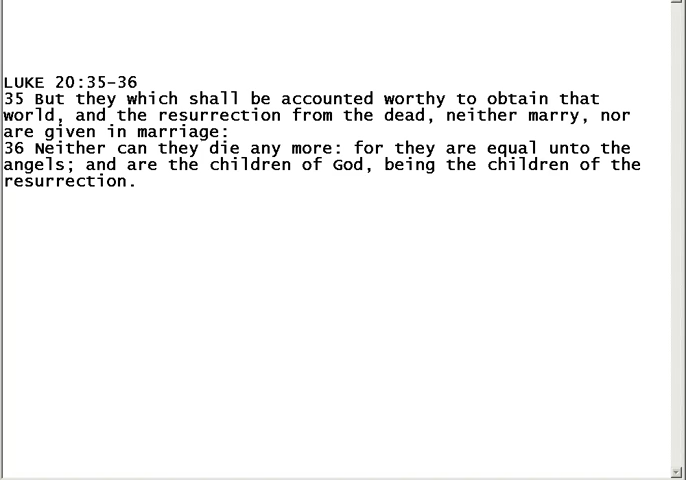 LUKE 20:35-36
35 But they which shall be accounted worthy to obtain that
world, and the resurrection from the dead, neither marry, nor
are given in marriage:
36 Neither can they die any more: for they are equal unto the
angels; and are the children of God, being the children of the
resurrection.